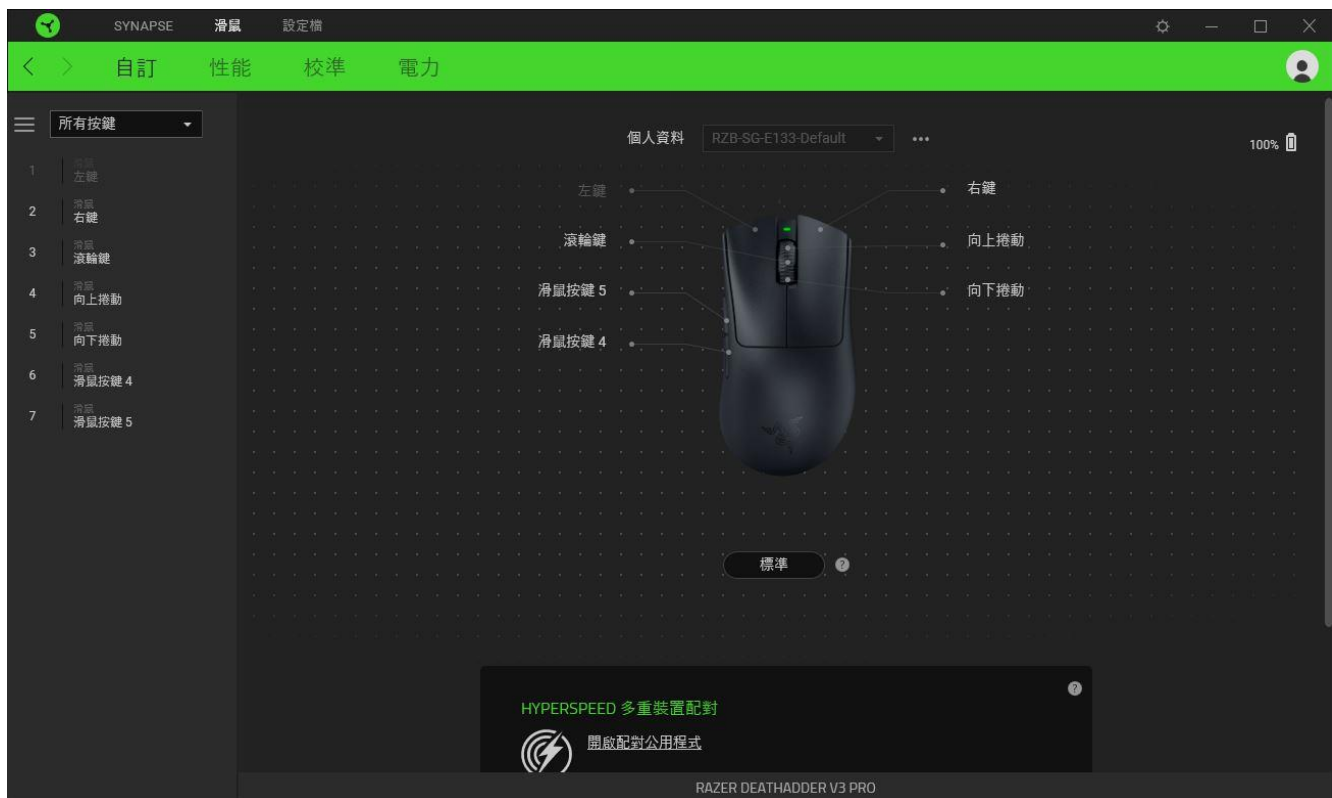 SYNAPSE 滑鼠 設定檔
自訂 性能 校準 電力
所有按鍵
個人資料 RZB-SG-E133-Default
100%
1 滑鼠
左鍵
2 滑鼠
右鍵
3 滑鼠
滾輪鍵
4 滑鼠
向上捲動
5 滑鼠
向下捲動
6 滑鼠
滑鼠按鍵 4
7 滑鼠
滑鼠按鍵 5
左鍵 右鍵
滾輪鍵 向上捲動
滑鼠按鍵 5 向下捲動
滑鼠按鍵 4
標準 ?
?
HYPERSPEED 多重裝置配對
開啟配對公用程式
RAZER DEATHADDER V3 PRO